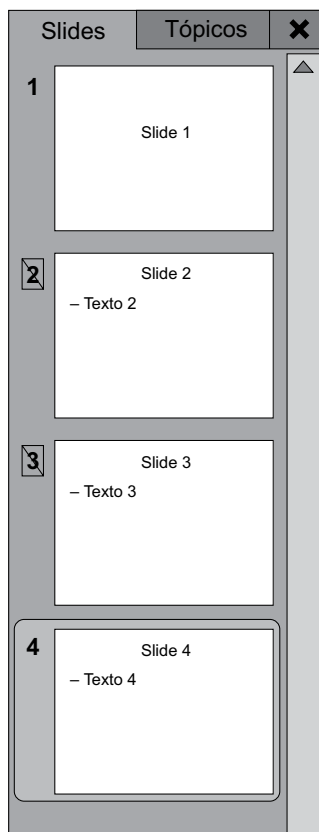 Slides Tópicos ✖
1
Slide 1
2
Slide 2
– Texto 2
3
Slide 3
– Texto 3
4
Slide 4
– Texto 4